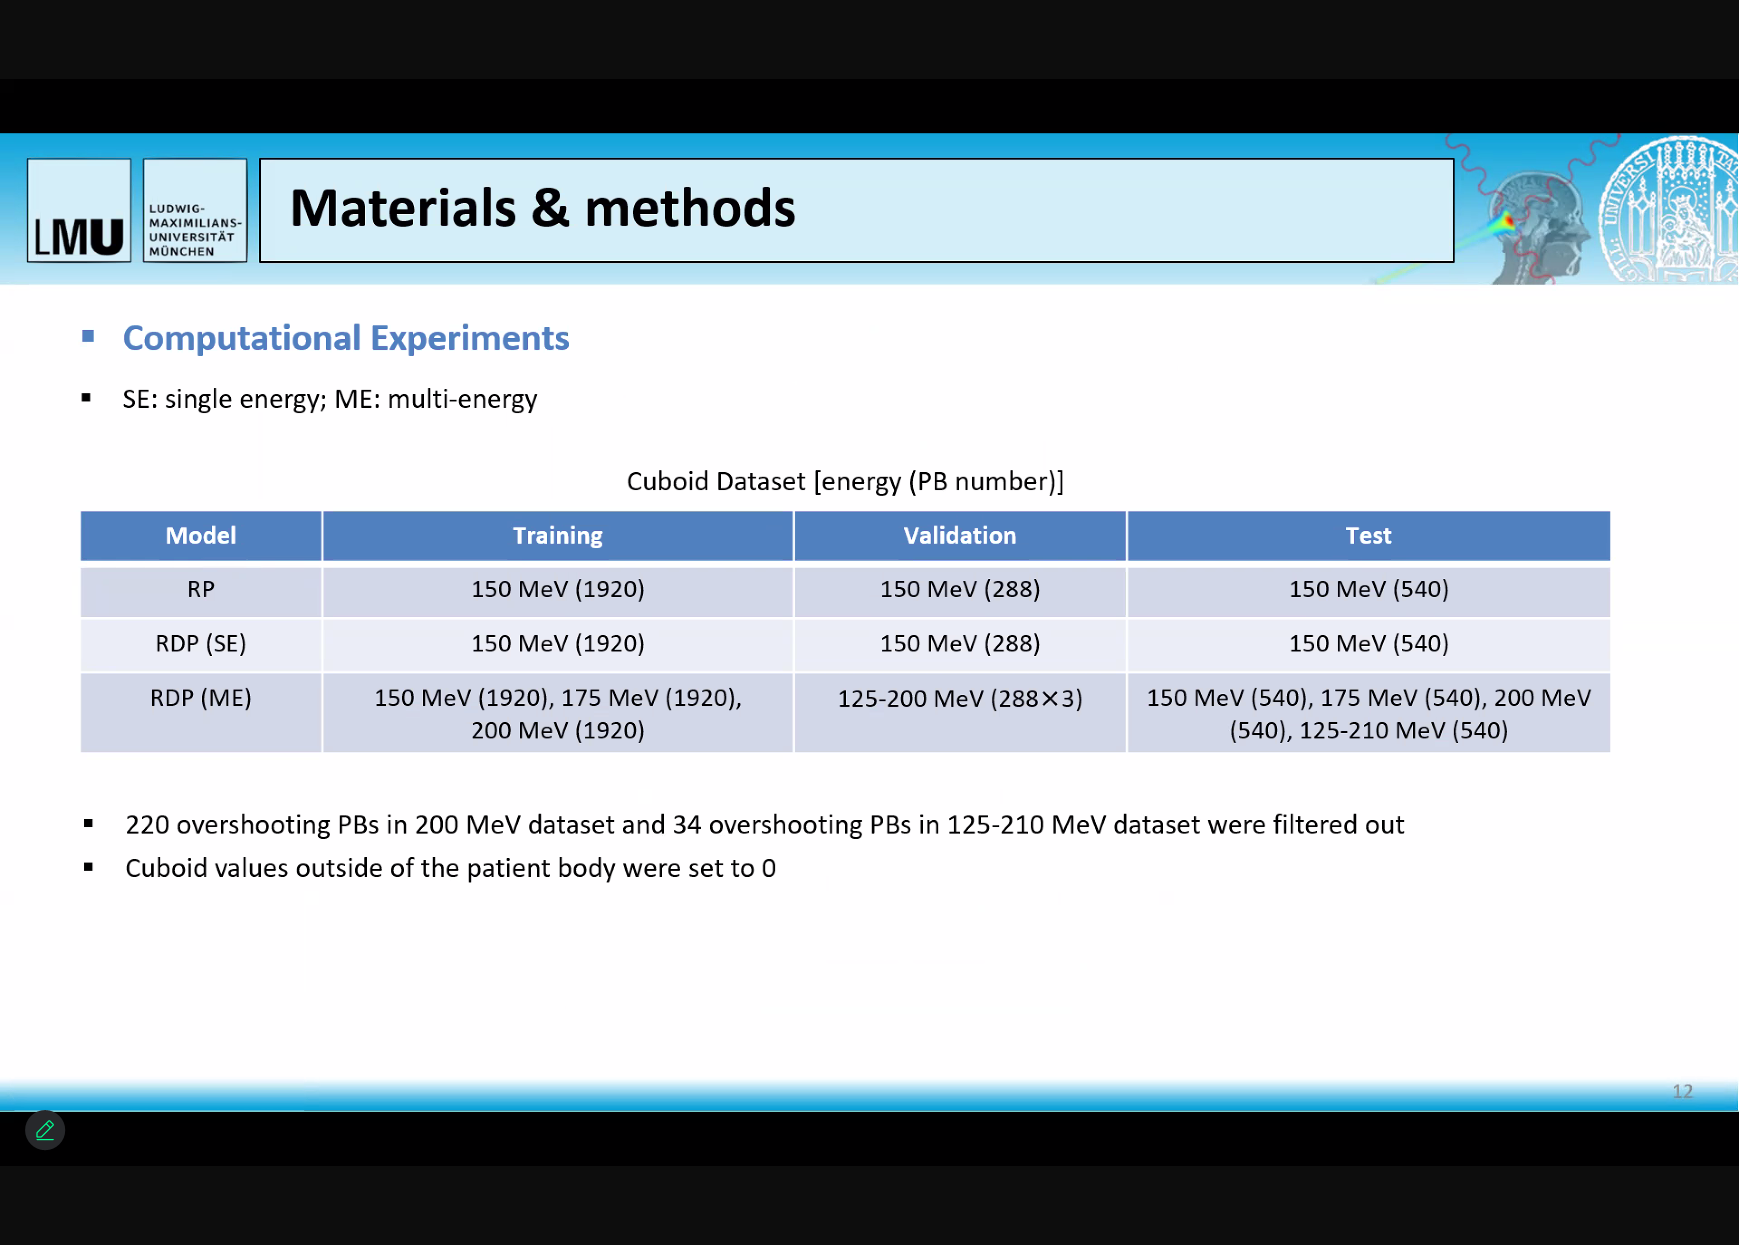 LMU
LUDWIG-
MAXIMILIANS-
UNIVERSITÄT
MÜNCHEN
Materials & methods
▪ Computational Experiments
▪ SE: single energy; ME: multi-energy
Cuboid Dataset [energy (PB number)]
Model Training Validation Test
RP 150 MeV (1920) 150 MeV (288) 150 MeV (540)
RDP (SE) 150 MeV (1920) 150 MeV (288) 150 MeV (540)
RDP (ME) 150 MeV (1920), 175 MeV (1920), 125-200 MeV (288×3) 150 MeV (540), 175 MeV (540), 200 MeV
200 MeV (1920) (540), 125-210 MeV (540)
▪ 220 overshooting PBs in 200 MeV dataset and 34 overshooting PBs in 125-210 MeV dataset were filtered out
▪ Cuboid values outside of the patient body were set to 0
12